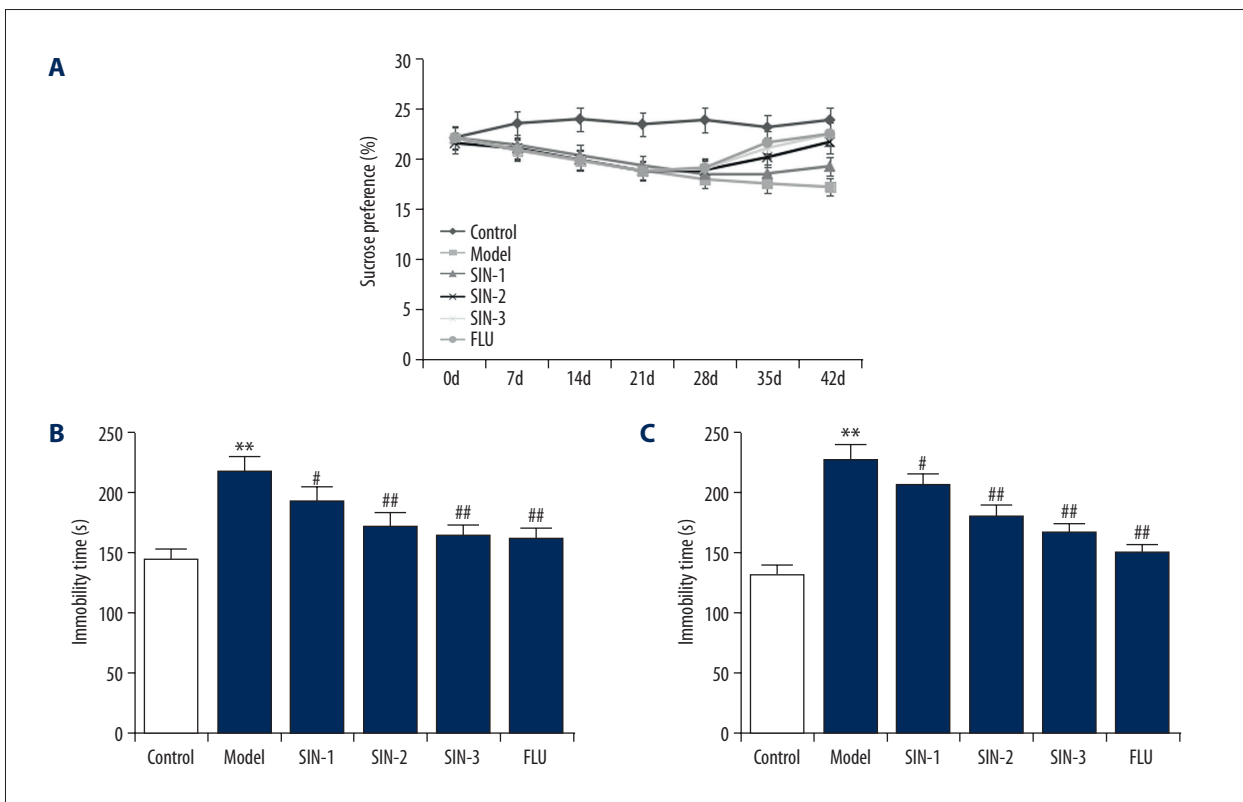 A
Sucrose preference (%)
30
25
20
15
10
5
0
Control
Model
SIN-1
SIN-2
SIN-3
FLU
0d 7d 14d 21d 28d 35d 42d
B
Immobility time (s)
250
200
150
100
50
0
** # ## ## ##
Control Model SIN-1 SIN-2 SIN-3 FLU
C
Immobility time (s)
250
200
150
100
50
0
** # ## ## ##
Control Model SIN-1 SIN-2 SIN-3 FLU